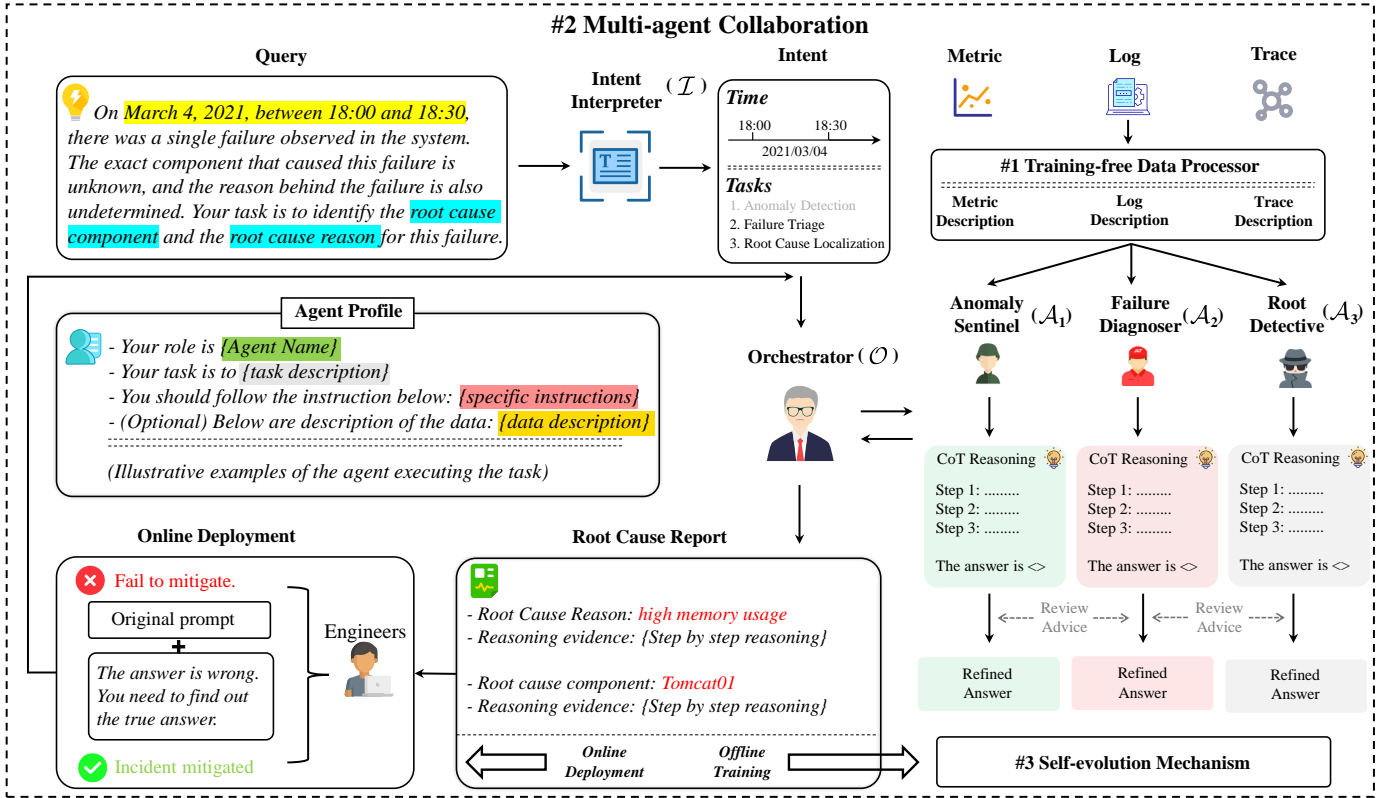 #2 Multi-agent Collaboration
Query
On March 4, 2021, between 18:00 and 18:30,
there was a single failure observed in the system.
The exact component that caused this failure is
unknown, and the reason behind the failure is also
undetermined. Your task is to identify the root cause
component and the root cause reason for this failure.
Intent
Interpreter
(ℐ)
Intent
Time
18:00
18:30
2021/03/04
Tasks
1. Anomaly Detection
2. Failure Triage
3. Root Cause Localization
Metric
Log
Trace
#1 Training-free Data Processor
Metric
Description
Log
Description
Trace
Description
Agent Profile
- Your role is {Agent Name}
- Your task is to {task description}
- You should follow the instruction below: {specific instructions}
- (Optional) Below are description of the data: {data description}
(Illustrative examples of the agent executing the task)
Orchestrator (𝒪)
Anomaly
Sentinel
(𝒜1)
Failure
Diagnoser
(𝒜2)
Root
Detective
(𝒜3)
CoT Reasoning
Step 1: .........
Step 2: .........
Step 3: .........
The answer is <>
CoT Reasoning
Step 1: .........
Step 2: .........
Step 3: .........
The answer is <>
CoT Reasoning
Step 1: .........
Step 2: .........
Step 3: .........
The answer is <>
Review
Advice
Review
Advice
Refined
Answer
Refined
Answer
Refined
Answer
Online Deployment
Fail to mitigate.
Original prompt
+
The answer is wrong.
You need to find out
the true answer.
Incident mitigated
Engineers
Root Cause Report
- Root Cause Reason: high memory usage
- Reasoning evidence: {Step by step reasoning}
- Root cause component: Tomcat01
- Reasoning evidence: {Step by step reasoning}
Online
Deployment
Offline
Training
#3 Self-evolution Mechanism